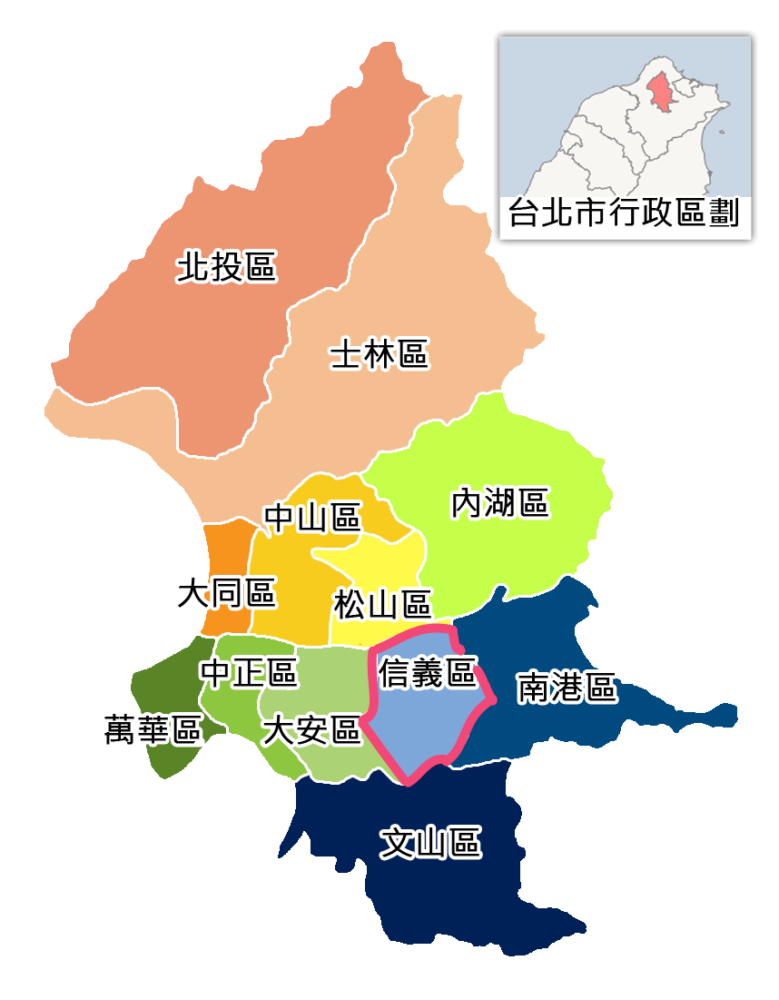 台北市行政區劃
北投區
士林區
內湖區
中山區
大同區
松山區
信義區
中正區
南港區
萬華區
大安區
文山區